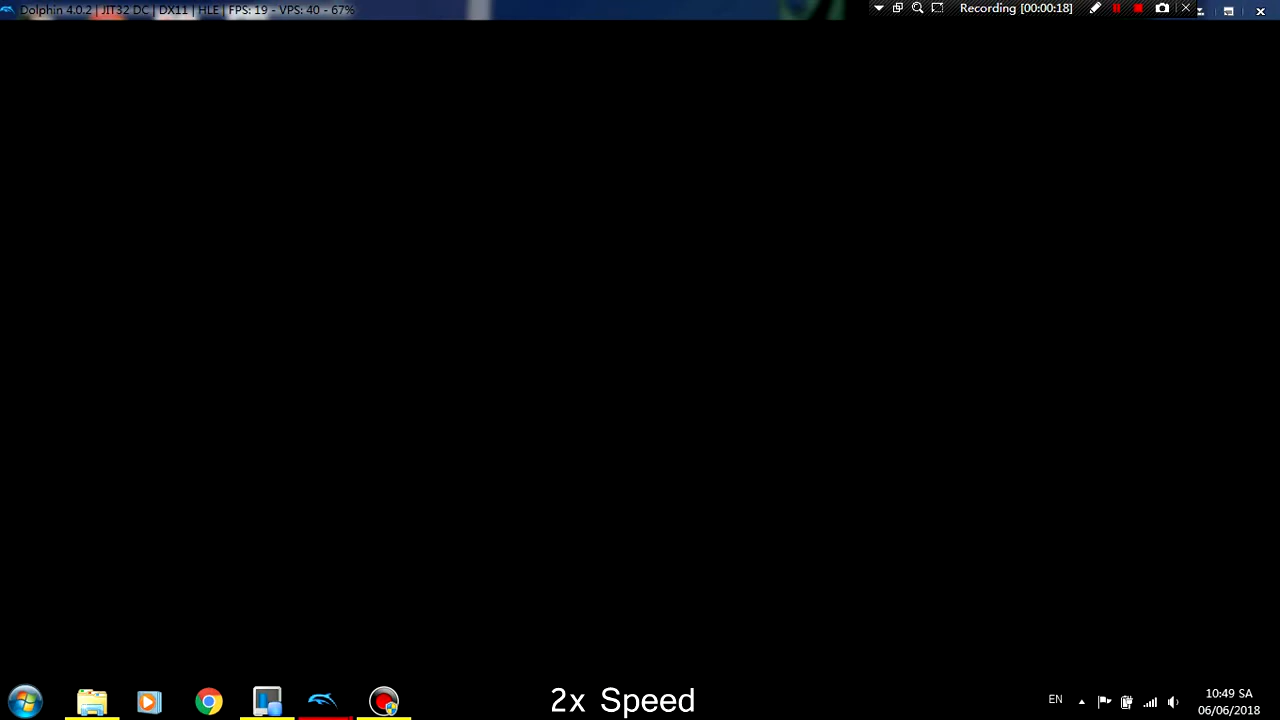 Dolphin 4.0.2 | JIT32 DC | DX11 | HLE | FPS: 19 - VPS: 40 - 67%
Recording [00:00:18]
2x Speed
EN
10:49 SA
06/06/2018